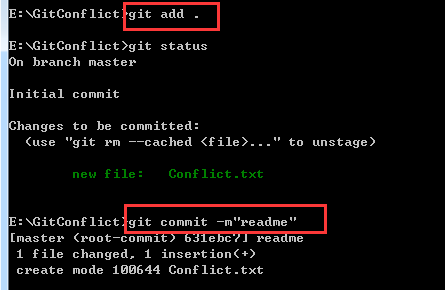 E:\GitConflict>git add .
E:\GitConflict>git status
On branch master
Initial commit
Changes to be committed:
(use "git rm --cached <file>..." to unstage)
new file:   Conflict.txt
E:\GitConflict>git commit -m"readme"
[master (root-commit) 631ebc7] readme
1 file changed, 1 insertion(+)
create mode 100644 Conflict.txt